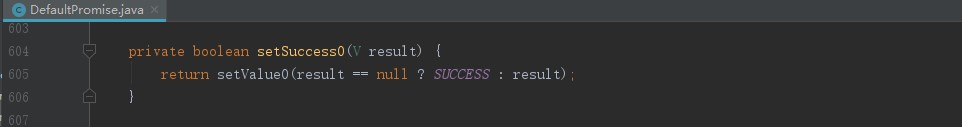 DefaultPromise.java
603
604 private boolean setSuccess0(V result) {
605 return setValue0(result == null ? SUCCESS : result);
606 }
607